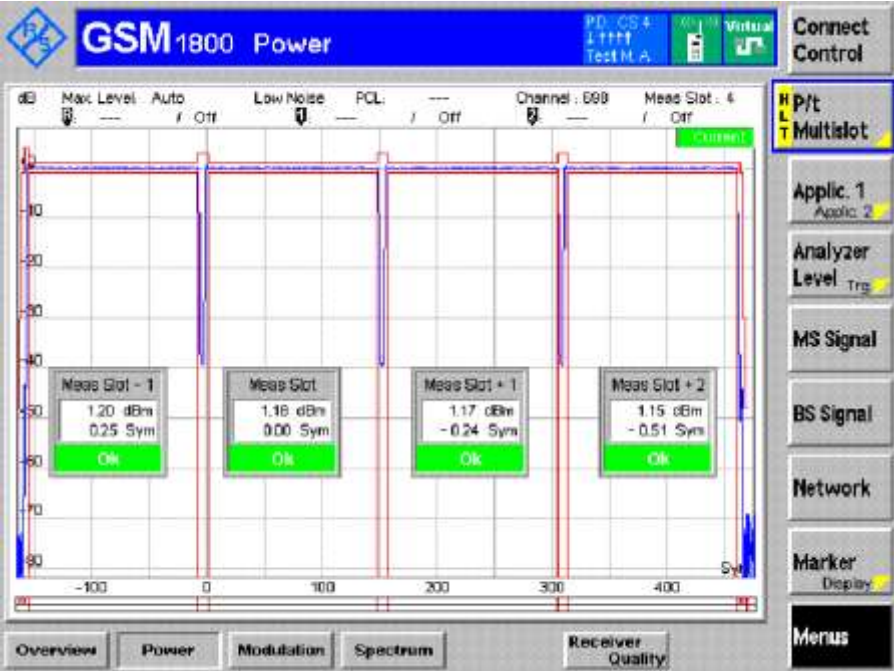 GSM 1800 Power
P.D. CS 4
Test M. A.
Virtual
Connect
Control
dB Max. Level Auto Low Noise PCL: --- Channel : 698 Meas Slot : 4
R. --- / Off 1. --- / Off 2. --- / Off
Current
H
L
T
P/t
Multislot
Applic. 1
Applic. 2
Analyzer
Level Trg
MS Signal
BS Signal
Network
Marker
Display
Menus
-10
-20
-30
-40
-50
-60
-70
-80
Meas Slot - 1
1.20 dBm
0.25 Sym
Ok
Meas Slot
1.18 dBm
0.00 Sym
Ok
Meas Slot + 1
1.17 dBm
- 0.24 Sym
Ok
Meas Slot + 2
1.15 dBm
- 0.51 Sym
Ok
-100 0 100 200 300 400
Overview Power Modulation Spectrum Receiver
Quality